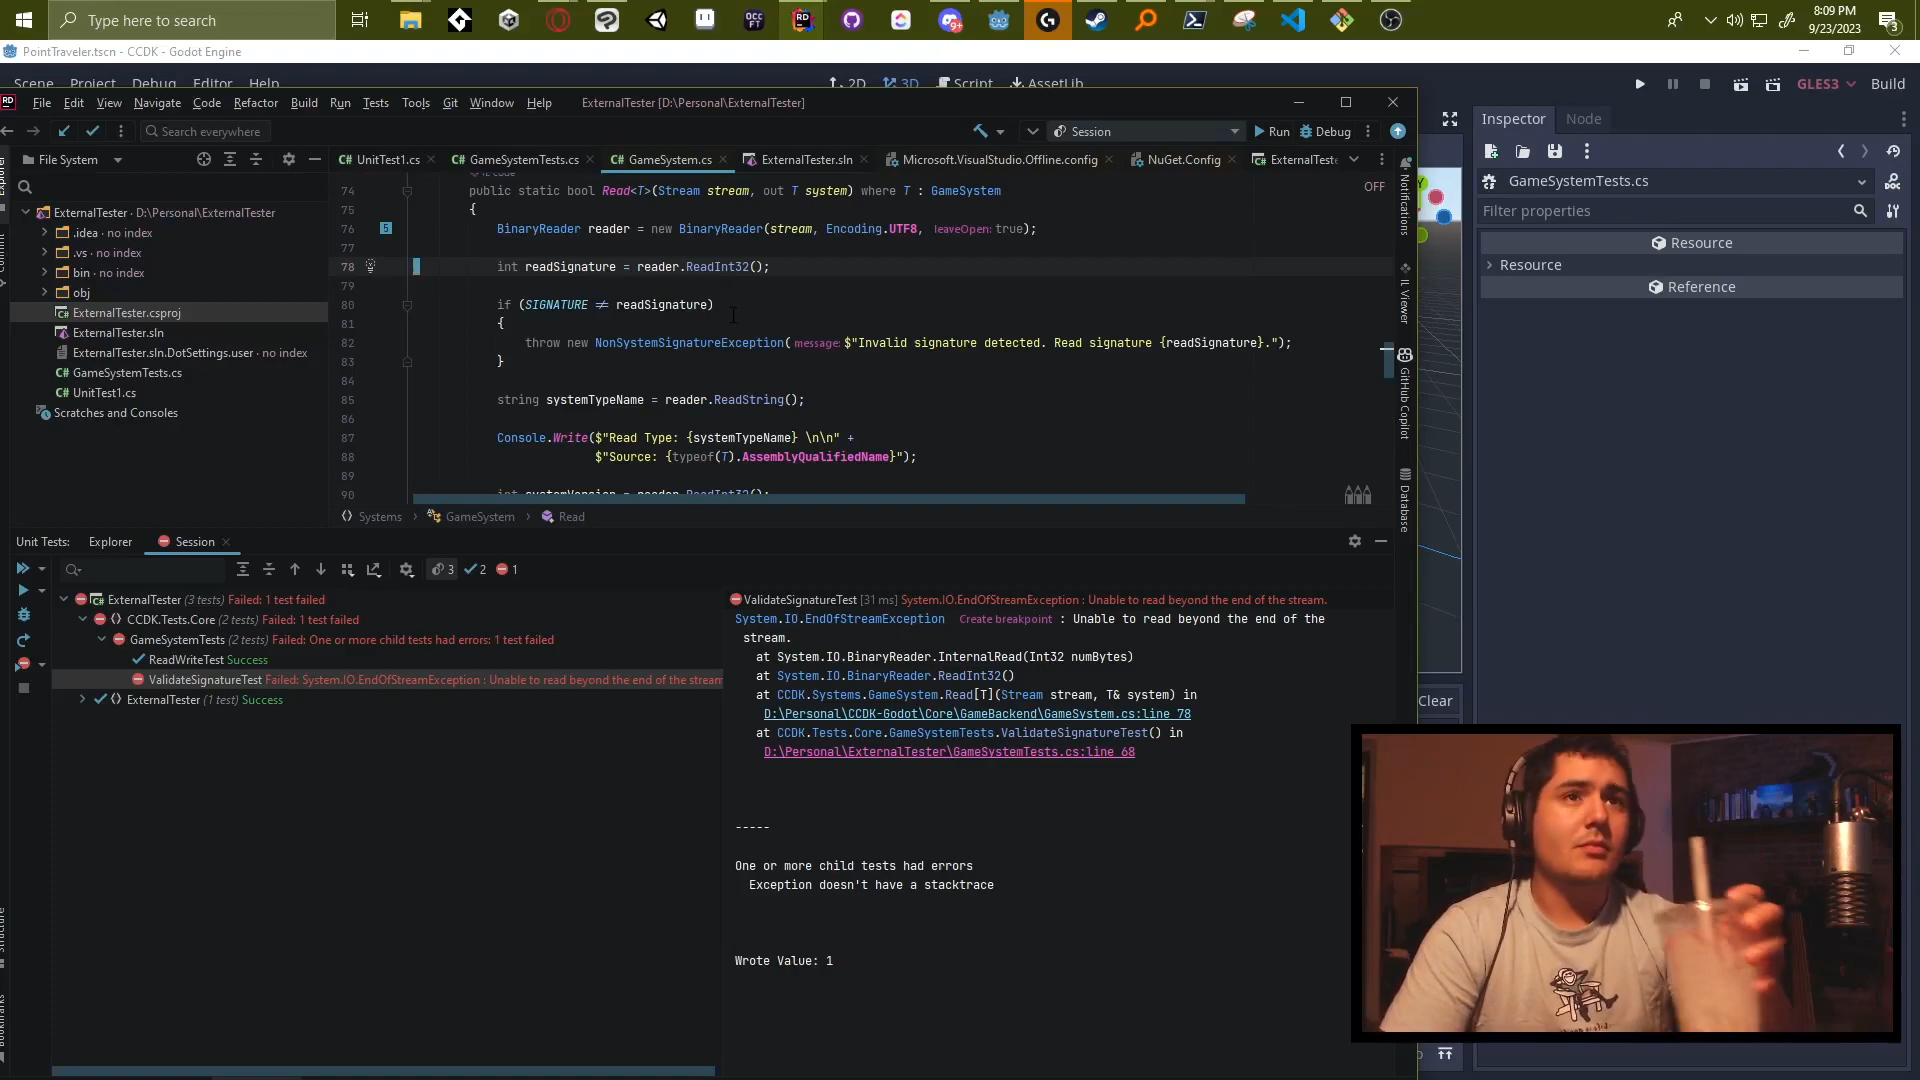 Type here to search
OCC
FT
RD
9+
8:09 PM
9/23/2023
3
PointTraveler.tscn - CCDK - Godot Engine
Scene Project Debug Editor Help
2D 3D Script AssetLib
GLES3 Build
RD File Edit View Navigate Code Refactor Build Run Tests Tools Git Window Help ExternalTester [D:\Personal\ExternalTester]
Search everywhere
Session Run Debug
File System
UnitTest1.cs GameSystemTests.cs GameSystem.cs ExternalTester.sln Microsoft.VisualStudio.Offline.config NuGet.Config ExternalTeste
ExternalTester · D:\Personal\ExternalTester
.idea · no index
.vs · no index
bin · no index
obj
ExternalTester.csproj
ExternalTester.sln
ExternalTester.sln.DotSettings.user · no index
C# GameSystemTests.cs
C# UnitTest1.cs
Scratches and Consoles
OFF
74 public static bool Read<T>(Stream stream, out T system) where T : GameSystem
75 {
76 BinaryReader reader = new BinaryReader(stream, Encoding.UTF8, leaveOpen: true);
77
78 int readSignature = reader.ReadInt32();
79
80 if (SIGNATURE ≠ readSignature)
81 {
82 throw new NonSystemSignatureException( message: $"Invalid signature detected. Read signature {readSignature}.");
83 }
84
85 string systemTypeName = reader.ReadString();
86
87 Console.Write($"Read Type: {systemTypeName} \n\n" +
88 $"Source: {typeof(T).AssemblyQualifiedName}");
89
90 int systemVersion = reader.ReadInt32();
Systems GameSystem Read
Notifications
IL Viewer
GitHub Copilot
Database
Unit Tests: Explorer Session
3 2 1
ExternalTester (3 tests) Failed: 1 test failed
CCDK.Tests.Core (2 tests) Failed: 1 test failed
GameSystemTests (2 tests) Failed: One or more child tests had errors: 1 test failed
ReadWriteTest Success
ValidateSignatureTest Failed: System.IO.EndOfStreamException : Unable to read beyond the end of the stream
ExternalTester (1 test) Success
ValidateSignatureTest [31 ms] System.IO.EndOfStreamException : Unable to read beyond the end of the stream.
System.IO.EndOfStreamException Create breakpoint : Unable to read beyond the end of the
stream.
at System.IO.BinaryReader.InternalRead(Int32 numBytes)
at System.IO.BinaryReader.ReadInt32()
at CCDK.Systems.GameSystem.Read[T](Stream stream, T& system) in
D:\Personal\CCDK-Godot\Core\GameBackend\GameSystem.cs:line 78
at CCDK.Tests.Core.GameSystemTests.ValidateSignatureTest() in
D:\Personal\ExternalTester\GameSystemTests.cs:line 68
-----
One or more child tests had errors
Exception doesn't have a stacktrace
Wrote Value: 1
Inspector Node
GameSystemTests.cs
Filter properties
Resource
Resource
Reference
Clear